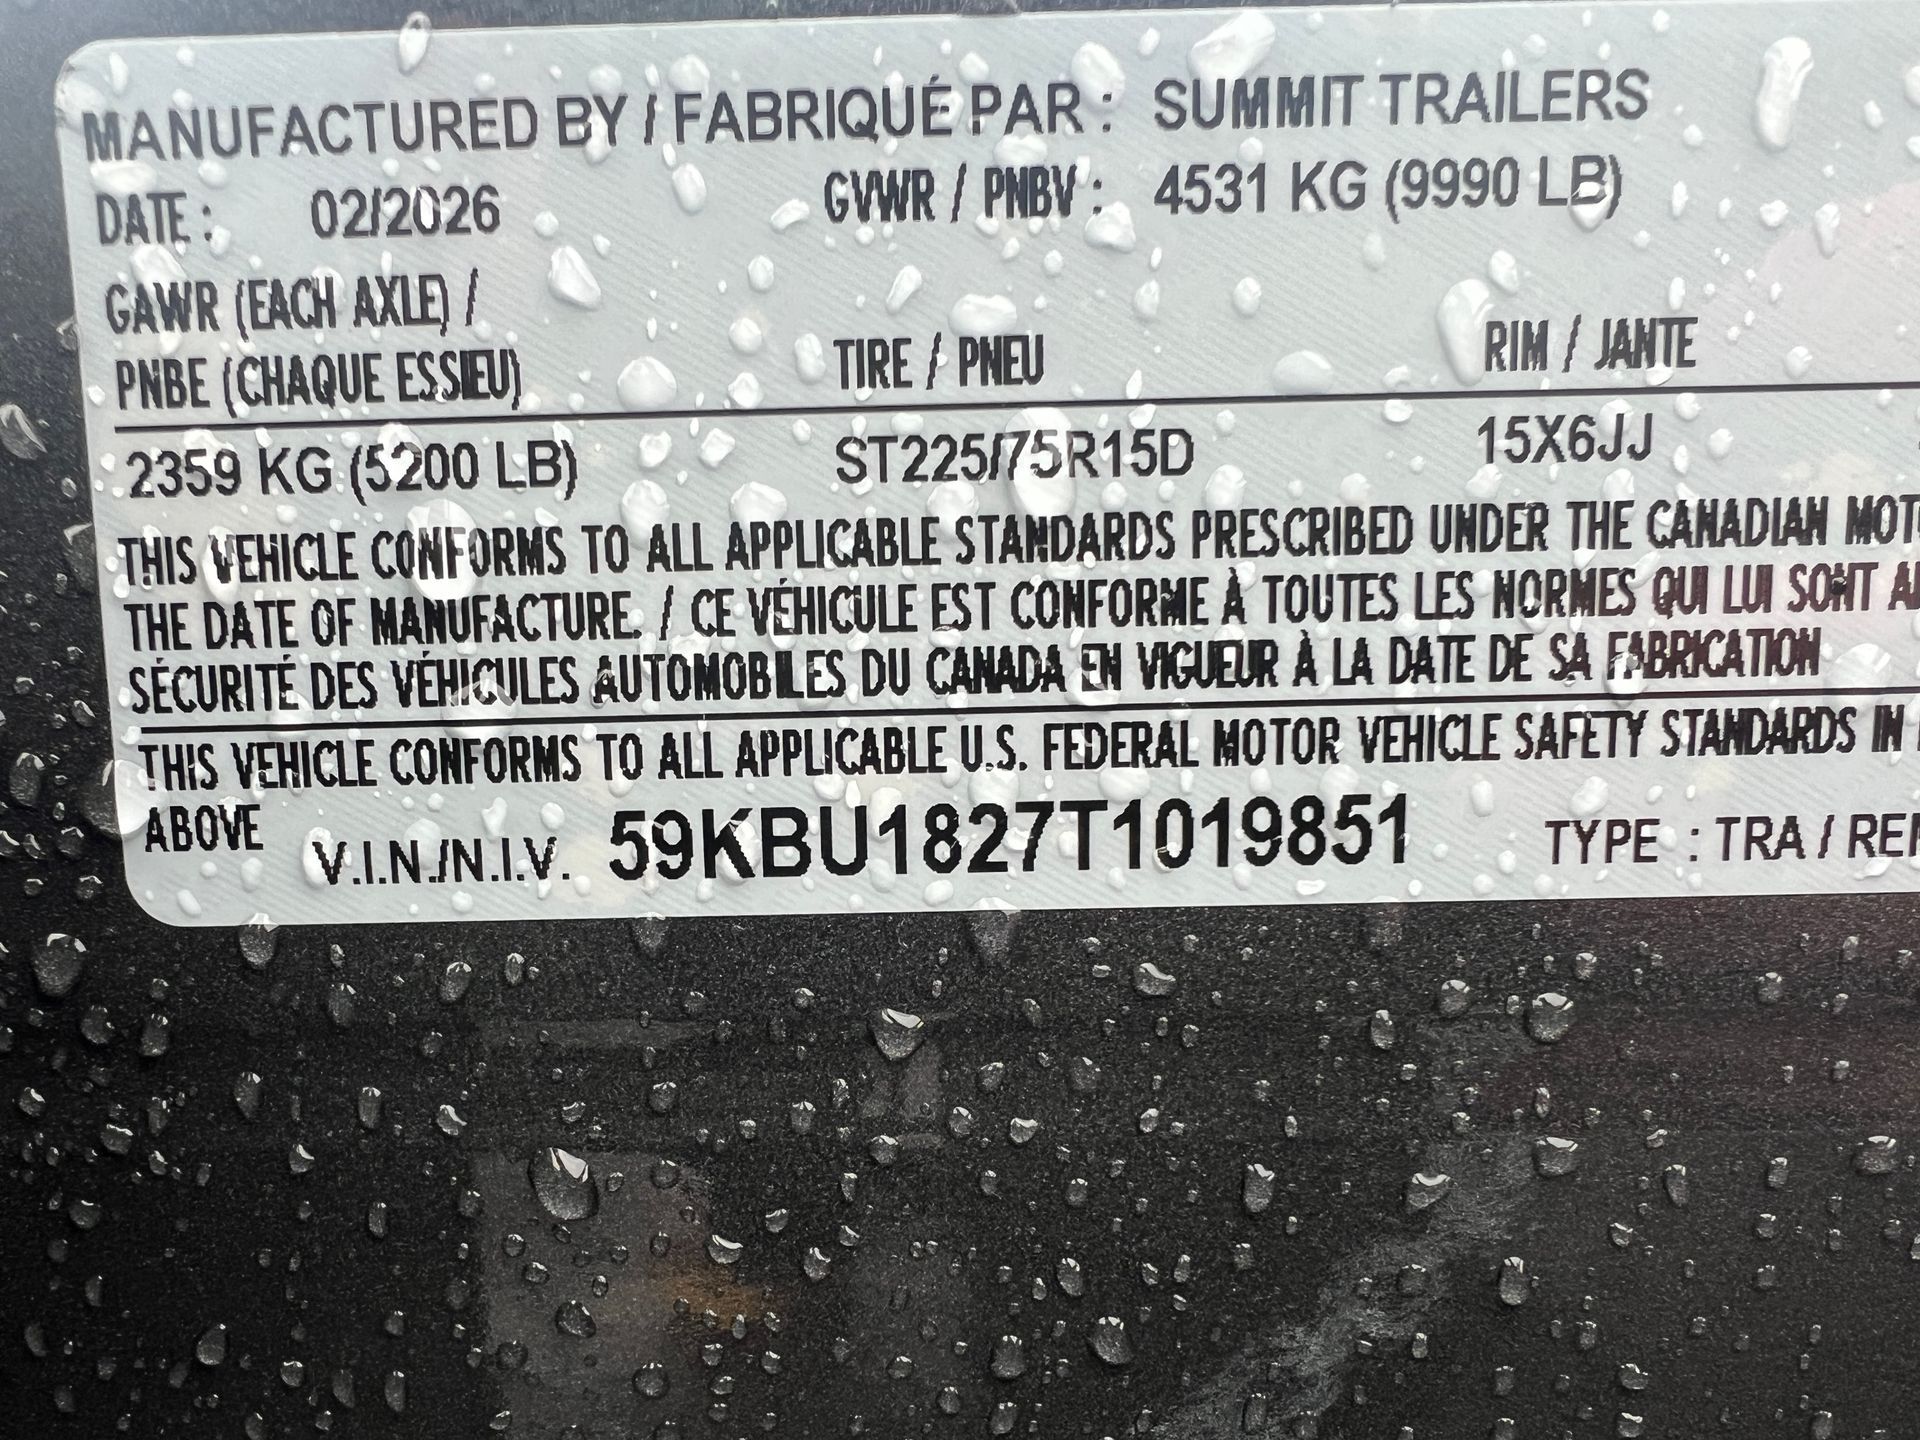 MANUFACTURED BY / FABRIQUÉ PAR : SUMMIT TRAILERS
DATE : 02/2026 GVWR / PNBV : 4531 KG (9990 LB)
GAWR (EACH AXLE) /
PNBE (CHAQUE ESSIEU) TIRE / PNEU RIM / JANTE
2359 KG (5200 LB) ST225/75R15D 15X6JJ
THIS VEHICLE CONFORMS TO ALL APPLICABLE STANDARDS PRESCRIBED UNDER THE CANADIAN
THE DATE OF MANUFACTURE. / CE VÉHICULE EST CONFORME À TOUTES LES NORMES QUI LUI SONT
SÉCURITÉ DES VÉHICULES AUTOMOBILES DU CANADA EN VIGUEUR À LA DATE DE SA FABRICATION
THIS VEHICLE CONFORMS TO ALL APPLICABLE U.S. FEDERAL MOTOR VEHICLE SAFETY STANDARDS IN
ABOVE V.I.N./N.I.V. 59KBU1827T1019851 TYPE : TRA /